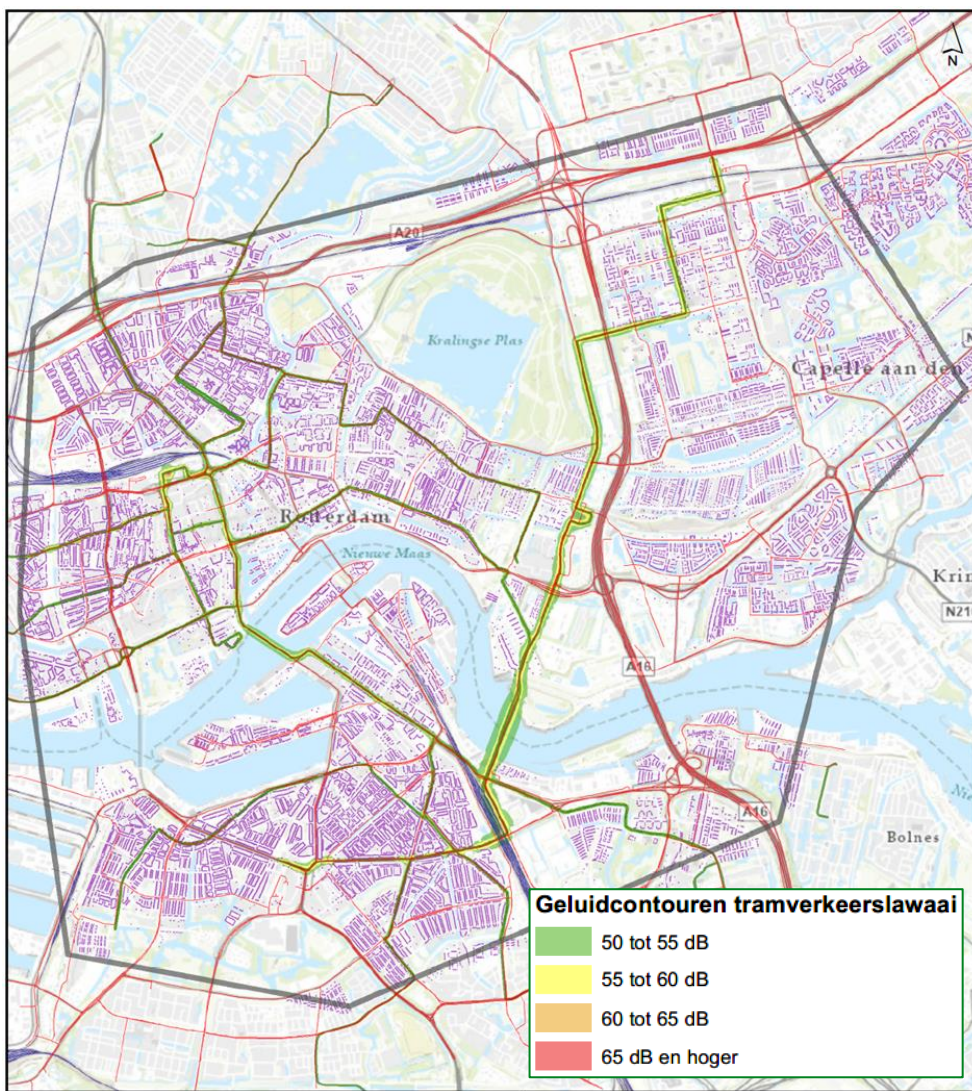 N
A20
Kralingse Plas
N
Capelle aan den
Rotterdam
Nieuwe Maas
Krim
N21
A16
A16
Bolnes
Geluidcontouren tramverkeerslawaai
50 tot 55 dB
55 tot 60 dB
60 tot 65 dB
65 dB en hoger